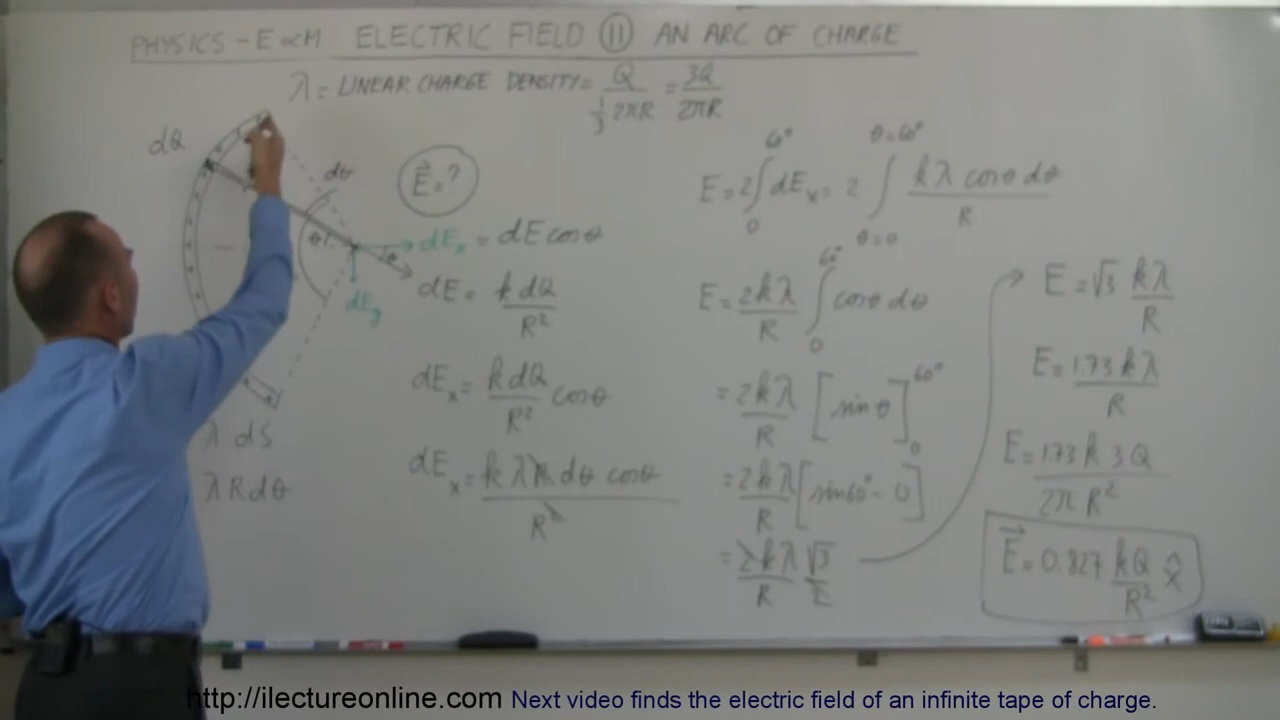 PHYSICS - E ∝ M ELECTRIC FIELD ⑪ AN ARC OF CHARGE
λ = LINEAR CHARGE DENSITY = Q / (1/3 2πR) = 3Q / 2πR
dQ
dθ
θ
E⃗ = ?
dE_x = dE cosθ
θ
dE_y
dE = k dQ / R²
dE_x = k dQ / R² cosθ
λ dS
λ R dθ
dE_x = k λ R dθ cosθ / R²
E = 2 ∫₀^60° dE_x = 2 ∫_θ=0^θ=60° kλ cosθ dθ / R
E = 2kλ / R ∫₀^60° cosθ dθ
= 2kλ / R [sin θ]₀^60°
= 2kλ / R [sin60° - 0]
= 2kλ / R √3 / 2
E = √3 kλ / R
E = 1.73 kλ / R
E = 1.73 k 3Q / 2π R²
E⃗ = 0.827 kQ / R² x̂
http://ilectureonline.com Next video finds the electric field of an infinite tape of charge.